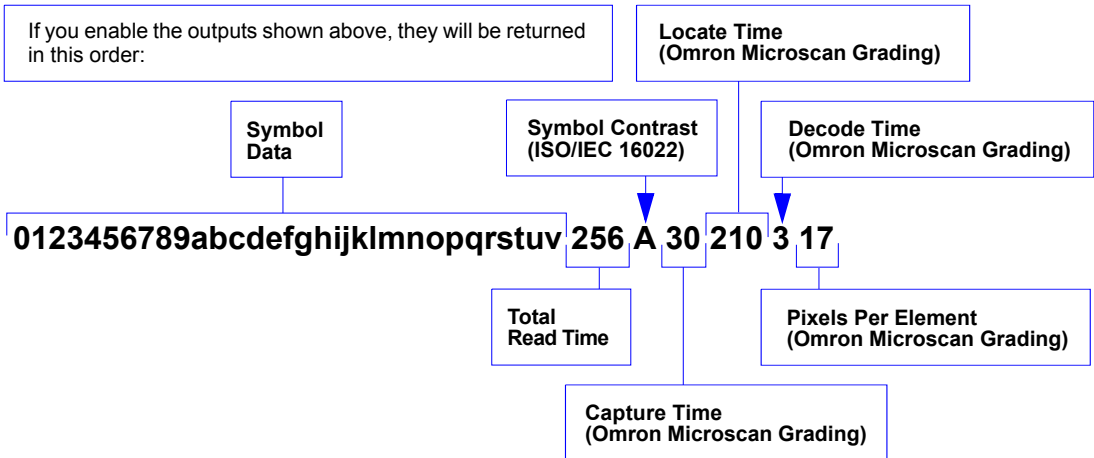 If you enable the outputs shown above, they will be returned
in this order:
Locate Time
(Omron Microscan Grading)
Symbol
Data
Symbol Contrast
(ISO/IEC 16022)
Decode Time
(Omron Microscan Grading)
0123456789abcdefghijklmnopqrstuv 256 A 30 210 3 17
Total
Read Time
Pixels Per Element
(Omron Microscan Grading)
Capture Time
(Omron Microscan Grading)